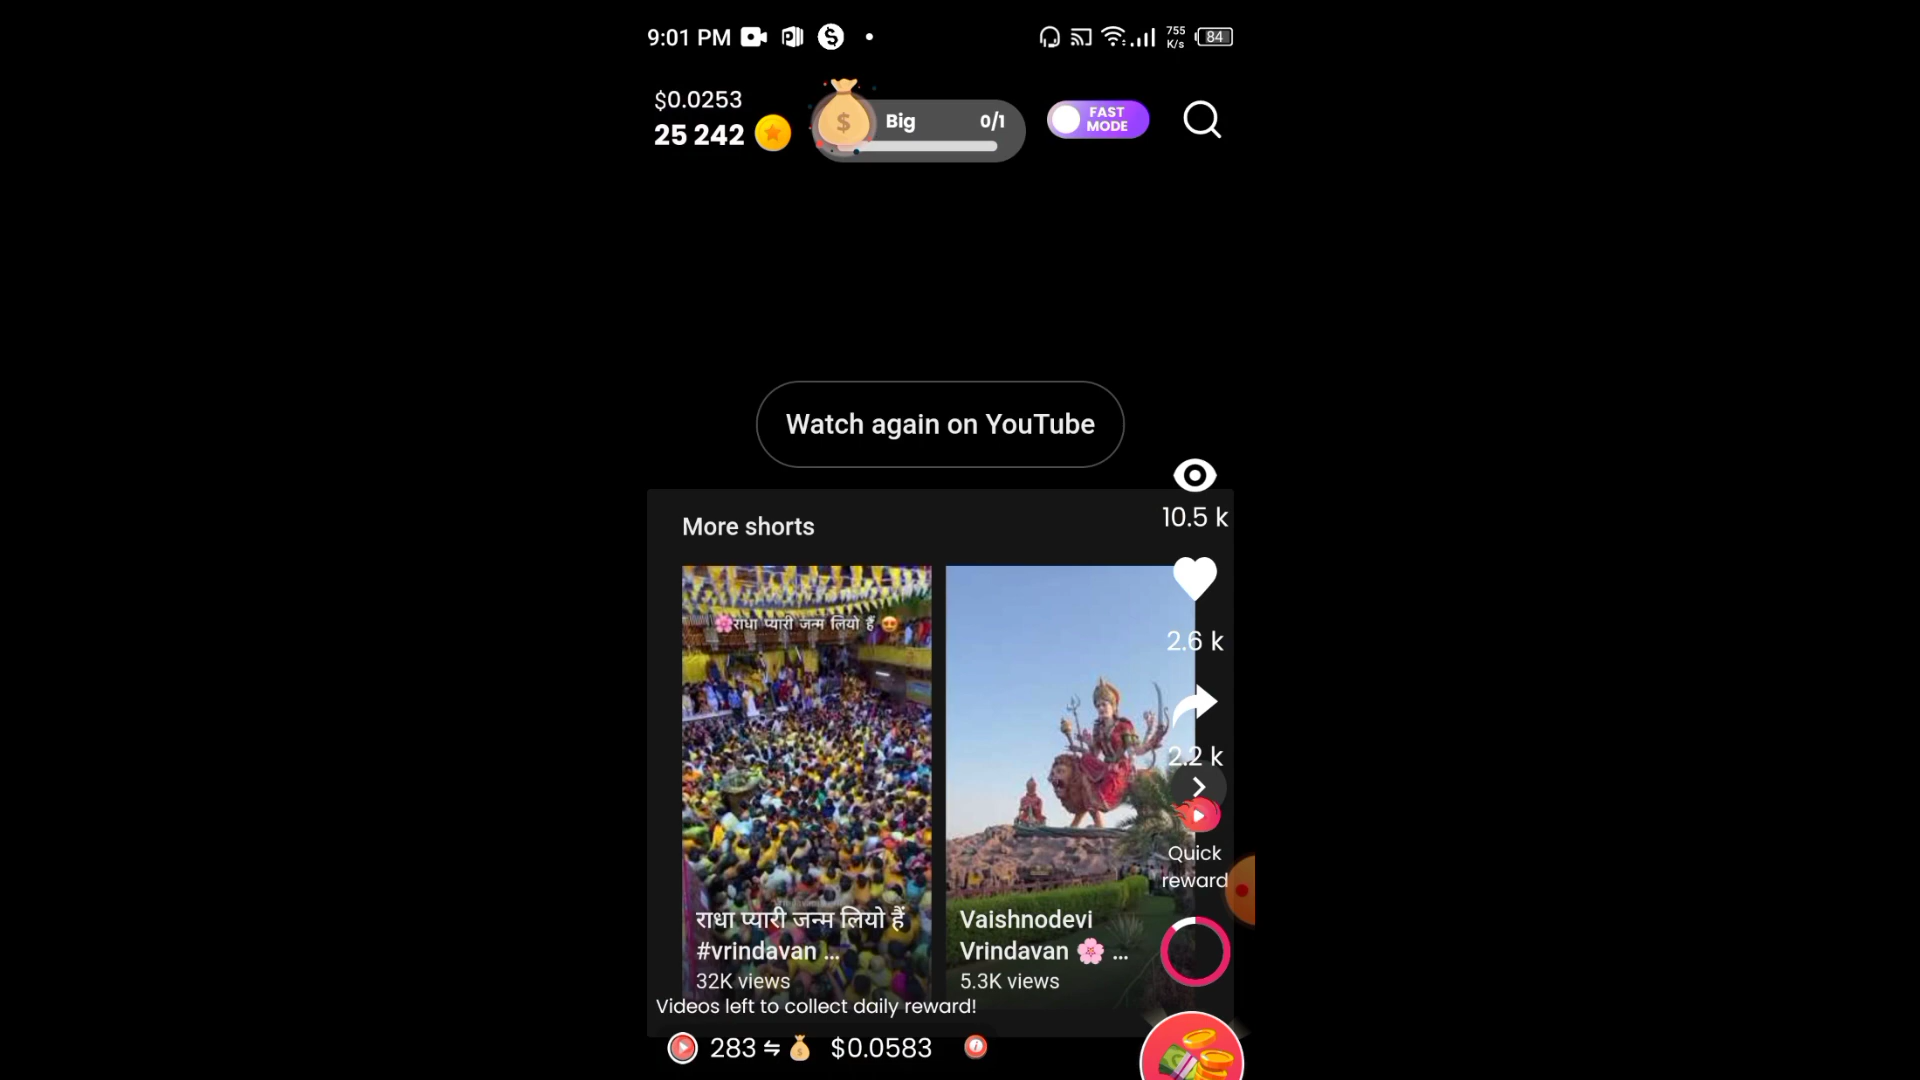 9:01 PM
755 K/s
84
$0.0253
25 242
$
Big 0/1
FAST MODE
Watch again on YouTube
10.5 k
More shorts
🌸राधा प्यारी जन्म लियो हैं 😍
2.6 k
2.2 k
Quick
reward
राधा प्यारी जन्म लियो हैं
#vrindavan ...
32K views
Vaishnodevi
Vrindavan 🌸 ...
5.3K views
Videos left to collect daily reward!
283 ⇋ $0.0583